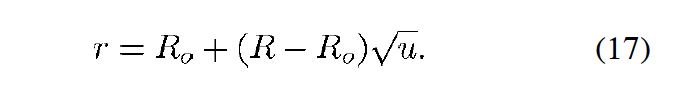 r = R_o + (R − R_o)√u. (17)